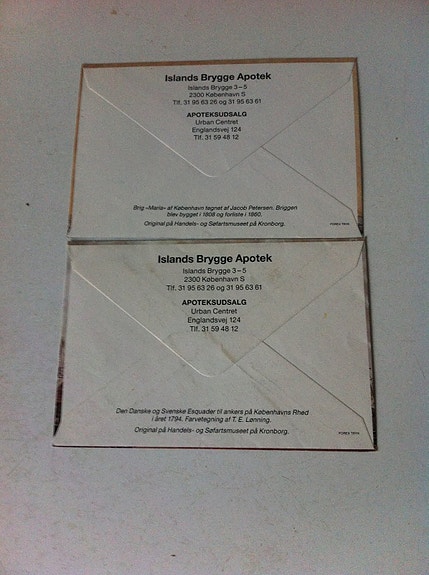 Islands Brygge Apotek
Islands Brygge 3–5
2300 København S
Tlf. 31 95 63 26 og 31 95 63 61
APOTEKSUDSALG
Urban Centret
Englandsvej 124
Tlf. 31 59 48 12
Brig »Maria« af København tegnet af Jacob Petersen. Briggen
blev bygget i 1808 og forliste i 1860.
Original på Handels- og Søfartsmuseet på Kronborg.
Islands Brygge Apotek
Islands Brygge 3–5
2300 København S
Tlf. 31 95 63 26 og 31 95 63 61
APOTEKSUDSALG
Urban Centret
Englandsvej 124
Tlf. 31 59 48 12
Den Danske og Svenske Esquader til ankers på Københavns Rhed
i året 1794. Farvetegning af T. E. Lønning.
Original på Handels- og Søfartsmuseet på Kronborg.